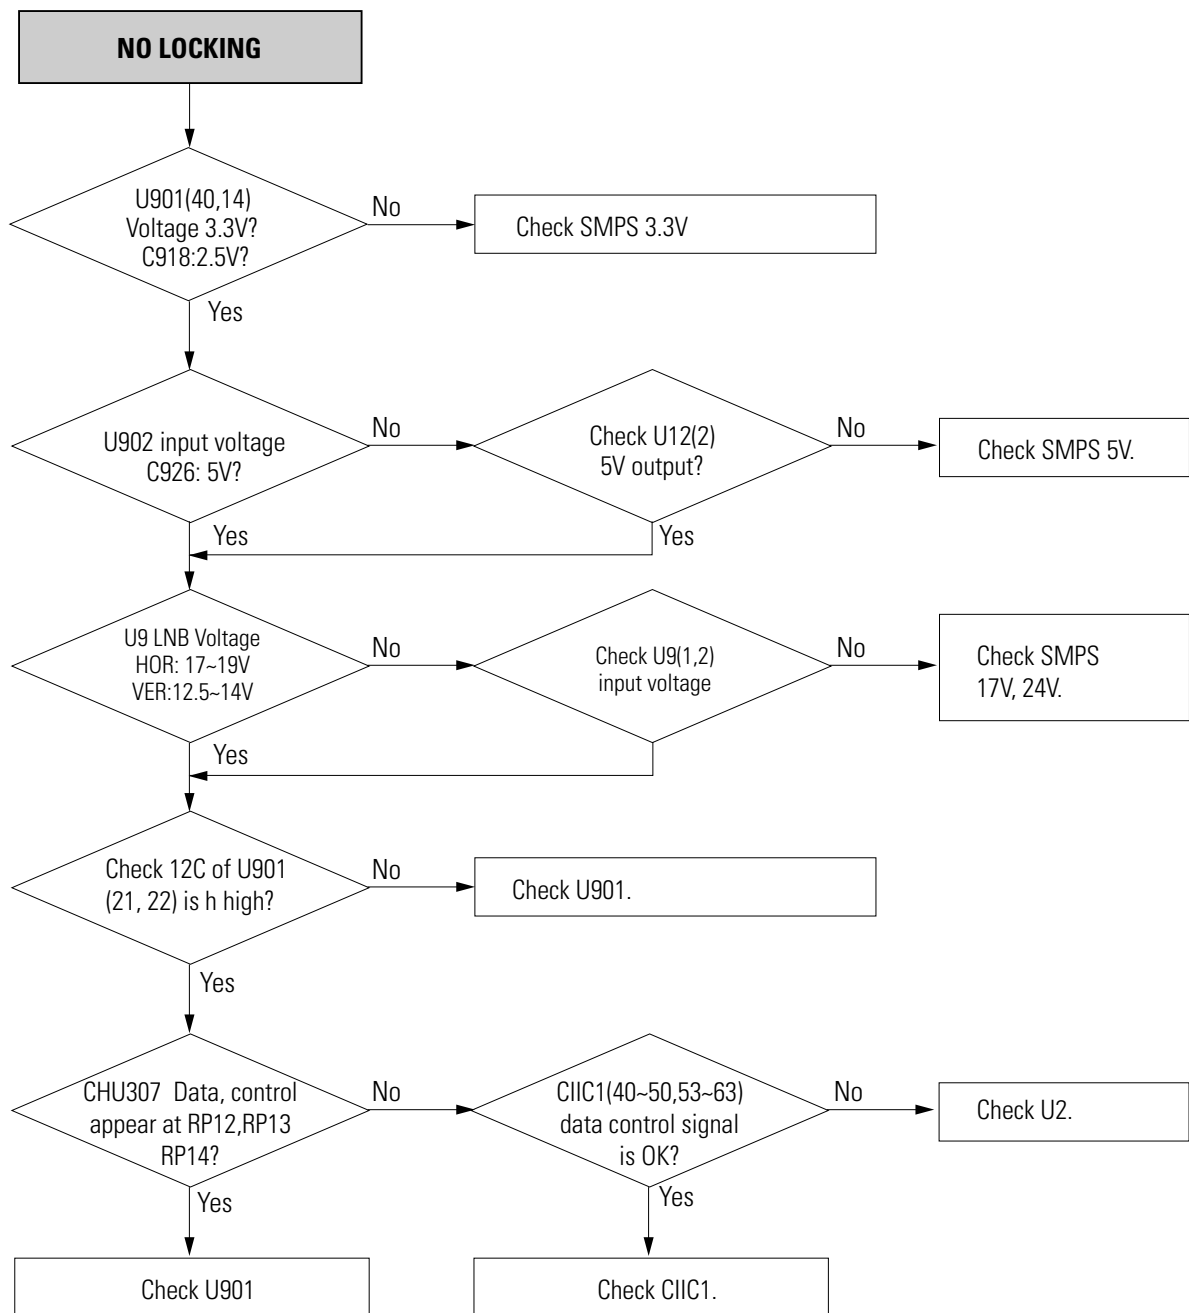 NO LOCKING
U901(40,14)
Voltage 3.3V?
C918:2.5V?
No
Check SMPS 3.3V
Yes
U902 input voltage
C926: 5V?
No
Check U12(2)
5V output?
No
Check SMPS 5V.
Yes
Yes
U9 LNB Voltage
HOR: 17~19V
VER:12.5~14V
No
Check U9(1,2)
input voltage
No
Check SMPS
17V, 24V.
Yes
Check 12C of U901
(21, 22) is h high?
No
Check U901.
Yes
CHU307 Data, control
appear at RP12,RP13
RP14?
No
CIIC1(40~50,53~63)
data control signal
is OK?
No
Check U2.
Yes
Yes
Check U901
Check CIIC1.